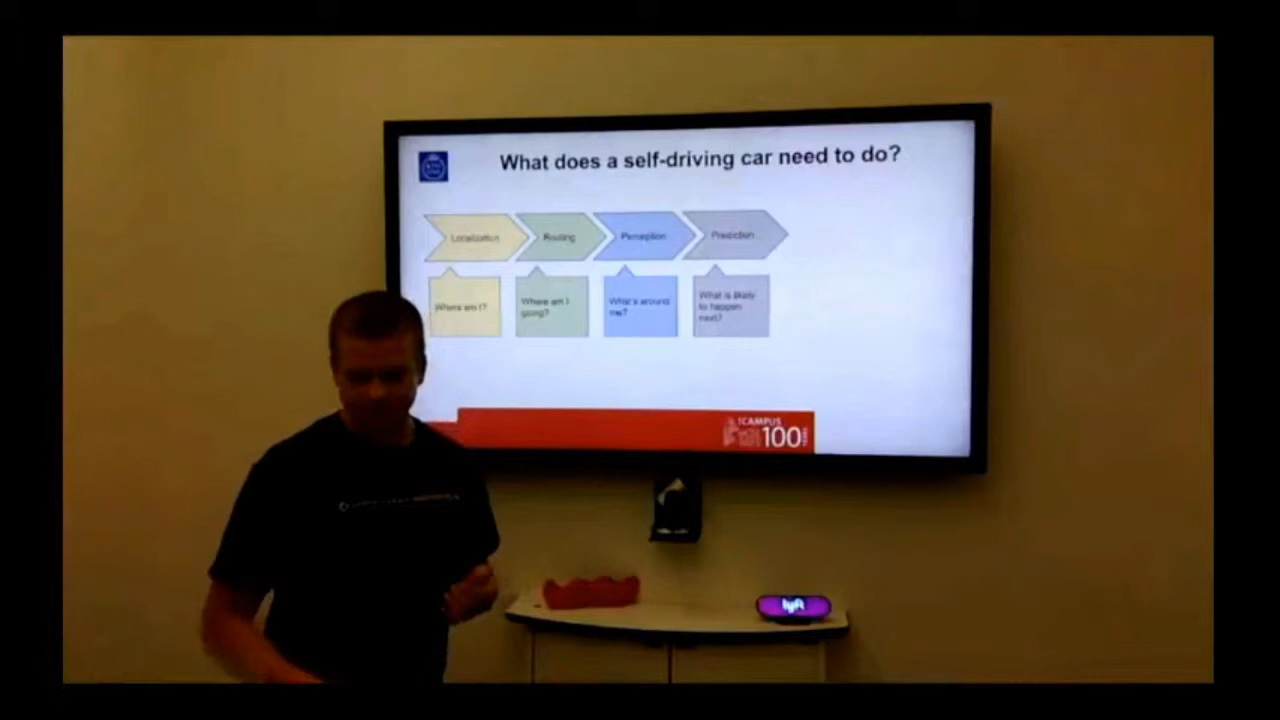 What does a self-driving car need to do?
Localization
Routing
Perception
Prediction
Where am I?
Where am I
going?
What's around
me?
What is likely
to happen
next?
CAMPUS
100
lyft